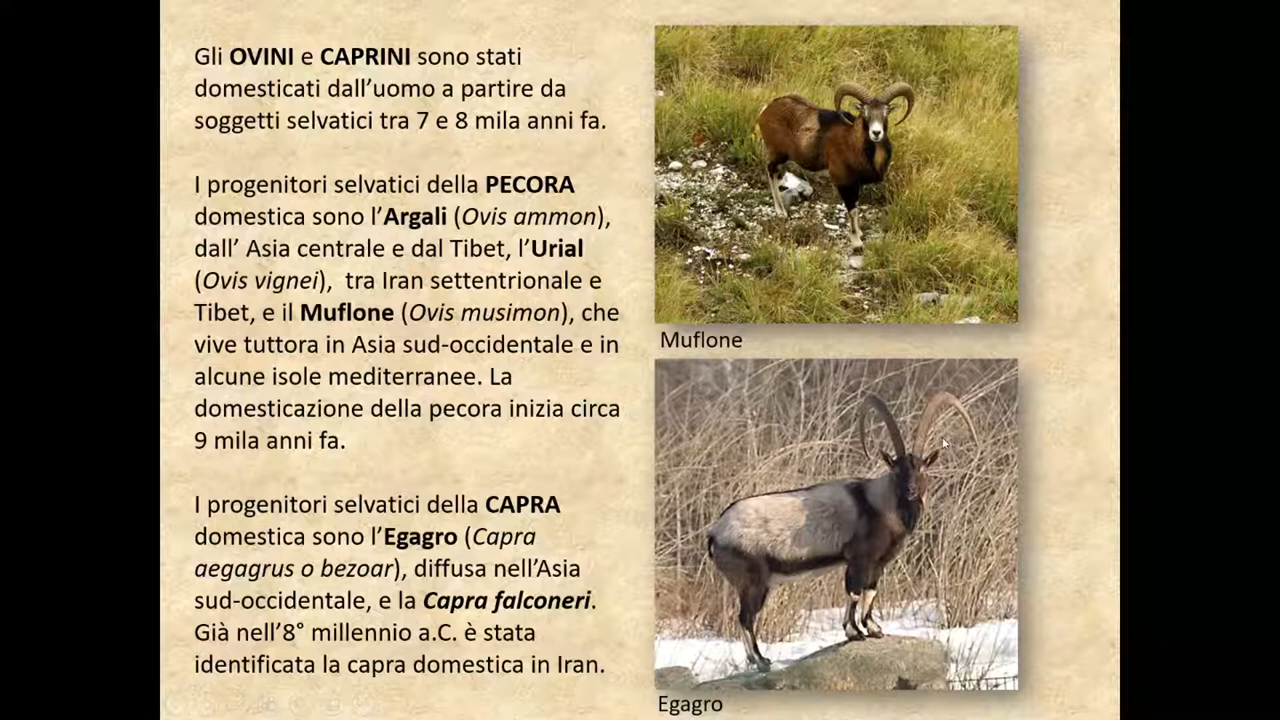 Gli OVINI e CAPRINI sono stati
domesticati dall’uomo a partire da
soggetti selvatici tra 7 e 8 mila anni fa.
I progenitori selvatici della PECORA
domestica sono l’Argali (Ovis ammon),
dall’ Asia centrale e dal Tibet, l’Urial
(Ovis vignei),  tra Iran settentrionale e
Tibet, e il Muflone (Ovis musimon), che
vive tuttora in Asia sud-occidentale e in
alcune isole mediterranee. La
domesticazione della pecora inizia circa
9 mila anni fa.
I progenitori selvatici della CAPRA
domestica sono l’Egagro (Capra
aegagrus o bezoar), diffusa nell’Asia
sud-occidentale, e la Capra falconeri.
Già nell’8° millennio a.C. è stata
identificata la capra domestica in Iran.
Muflone
Egagro